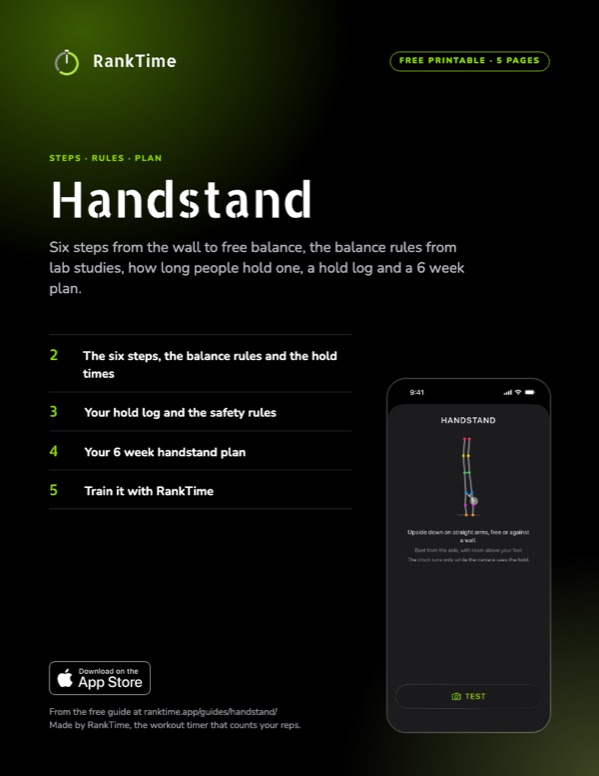 RankTime
FREE PRINTABLE · 5 PAGES
STEPS · RULES · PLAN
Handstand
Six steps from the wall to free balance, the balance rules from
lab studies, how long people hold one, a hold log and a 6 week
plan.
2 The six steps, the balance rules and the hold
times
3 Your hold log and the safety rules
4 Your 6 week handstand plan
5 Train it with RankTime
9:41
HANDSTAND
Upside down on straight arms, free or against
a wall.
Best from the side, with room above your feet
The clock runs only while the camera sees the hold.
TEST
Download on the
App Store
From the free guide at ranktime.app/guides/handstand/
Made by RankTime, the workout timer that counts your reps.